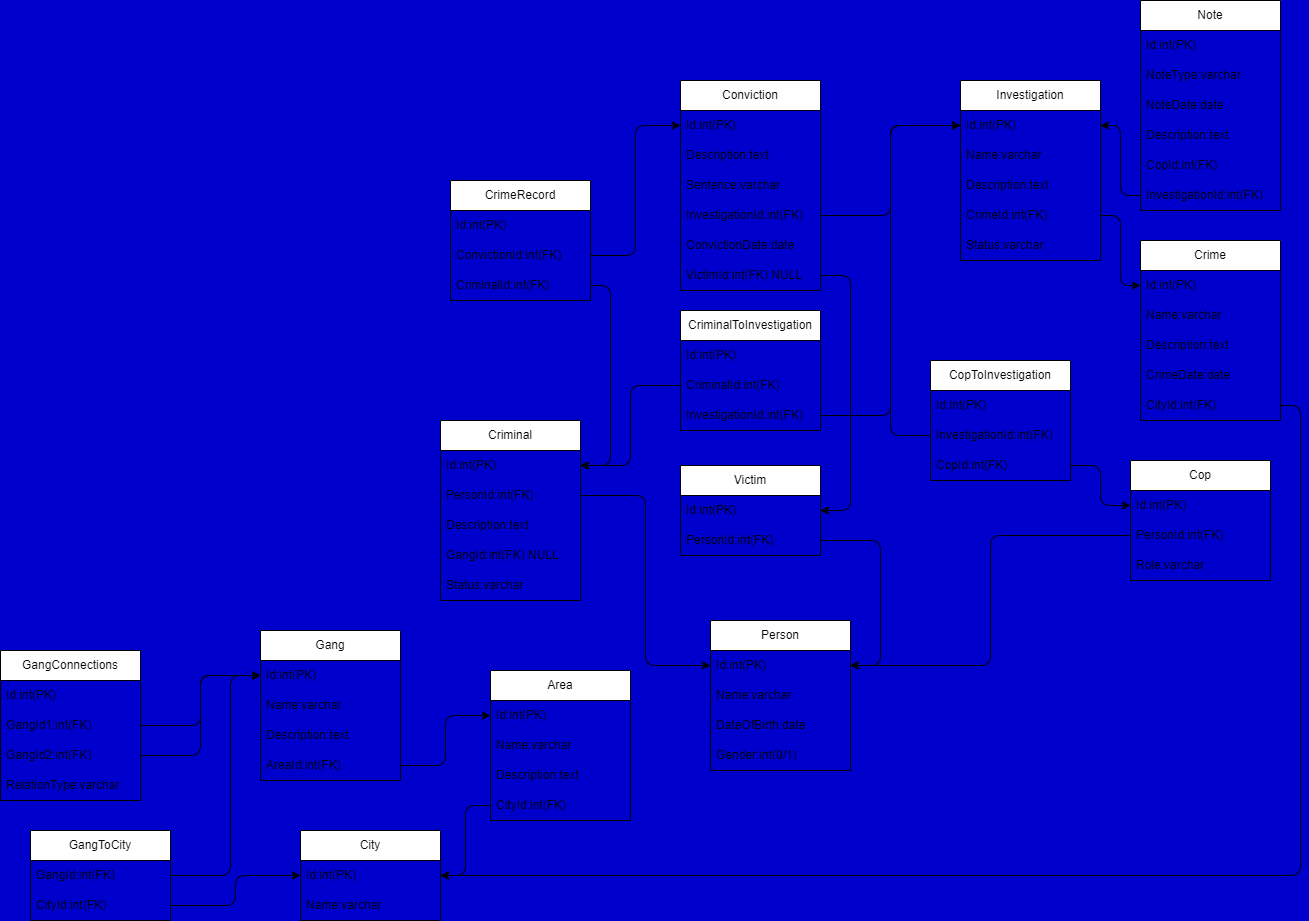 Note
Id:int(PK)
NoteType:varchar
NoteDate:date
Description:text
CopId:int(FK)
InvestigationId:int(FK)
Conviction
Id:int(PK)
Description:text
Sentence:varchar
InvestigationId:int(FK)
ConvictionDate:date
VictimId:int(FK) NULL
Investigation
Id:int(PK)
Name:varchar
Description:text
CrimeId:int(FK)
Status:varchar
CrimeRecord
Id:int(PK)
ConvictionId:int(FK)
CriminalId:int(FK)
Crime
Id:int(PK)
Name:varchar
Description:text
CrimeDate:date
CityId:int(FK)
CriminalToInvestigation
Id:int(PK)
CriminalId:int(FK)
InvestigationId:int(FK)
CopToInvestigation
Id:int(PK)
InvestigationId:int(FK)
CopId:int(FK)
Criminal
Id:int(PK)
PersonId:int(FK)
Description:text
GangId:int(FK) NULL
Status:varchar
Victim
Id:int(PK)
PersonId:int(FK)
Cop
Id:int(PK)
PersonId:int(FK)
Role:varchar
Person
Id:int(PK)
Name:varchar
DateOfBirth:date
Gender:int(0/1)
Gang
Id:int(PK)
Name:varchar
Description:text
AreaId:int(FK)
GangConnections
Id:int(PK)
GangId1:int(FK)
GangId2:int(FK)
RelationType:varchar
Area
Id:int(PK)
Name:varchar
Description:text
CityId:int(FK)
GangToCity
GangId:int(FK)
CityId:int(FK)
City
Id:int(PK)
Name:varchar